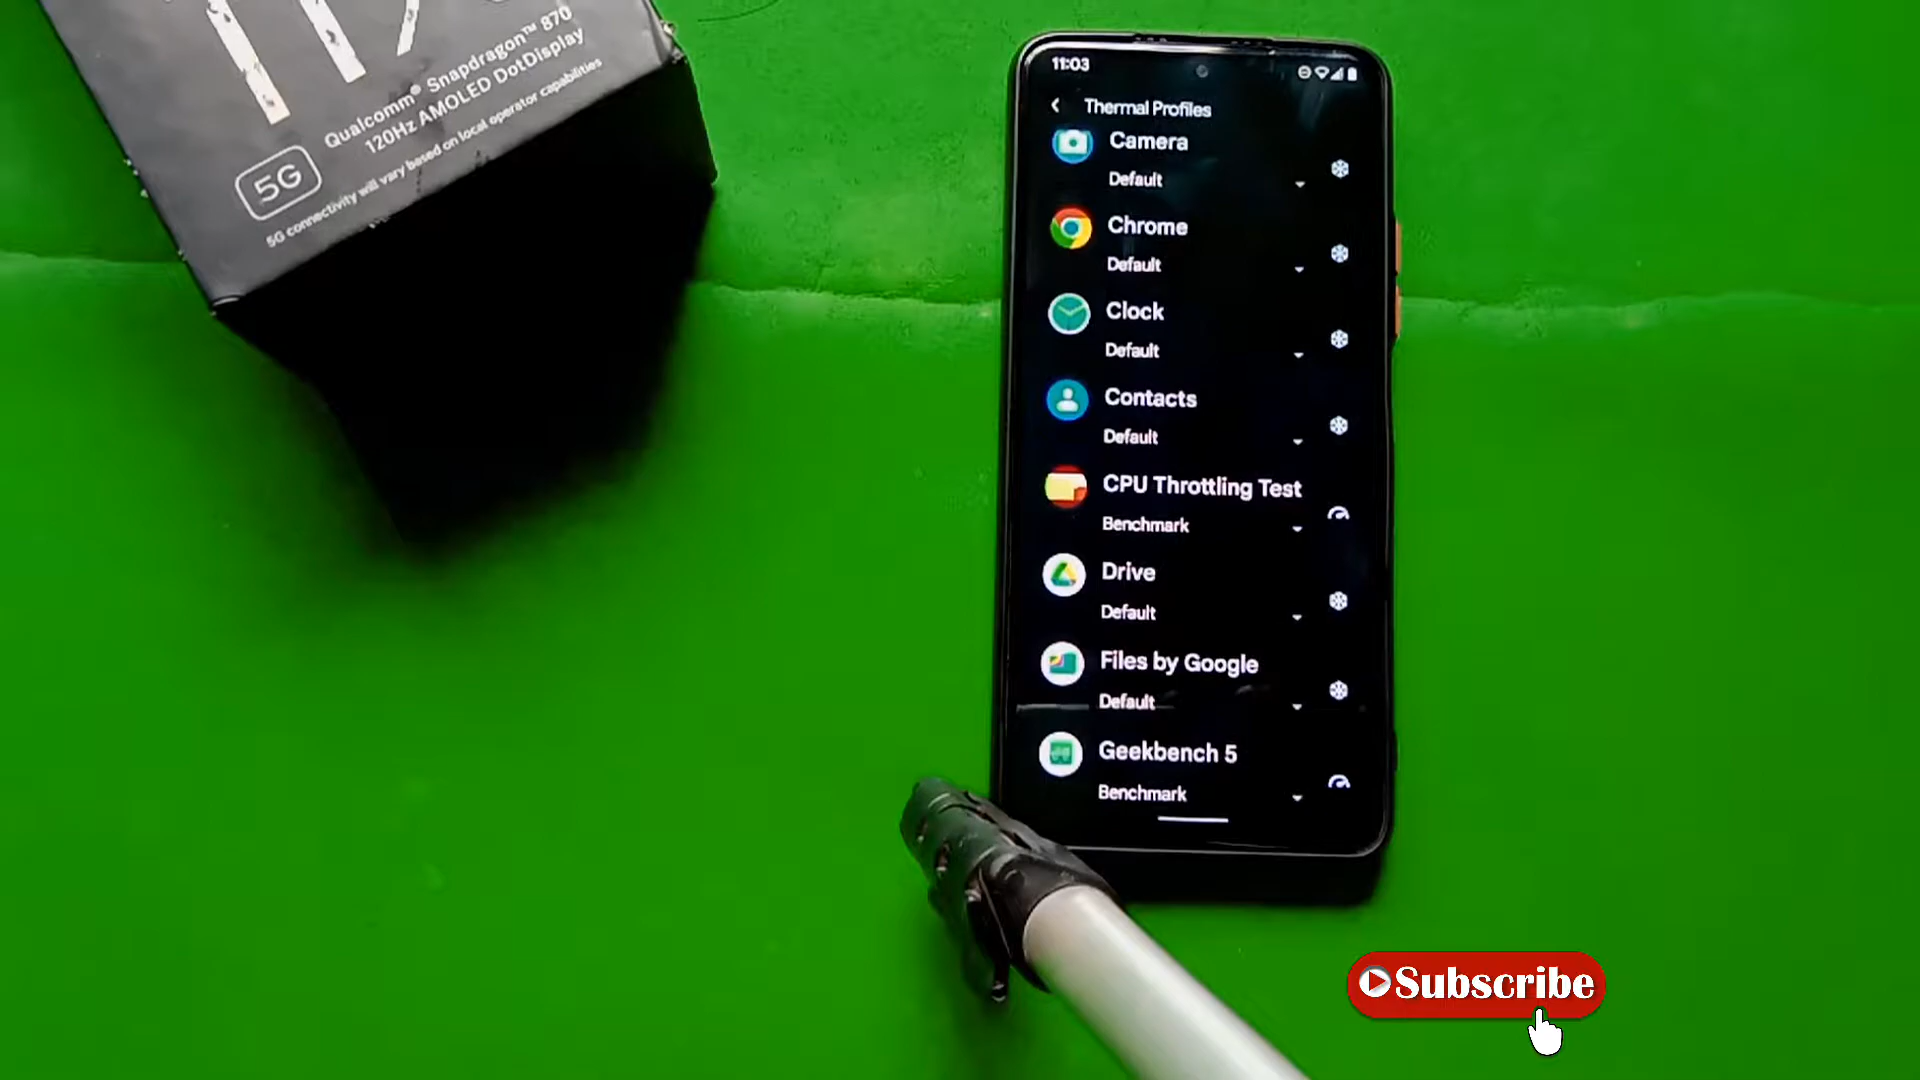 Qualcomm® Snapdragon™ 870
120Hz AMOLED DotDisplay
5G
5G connectivity will vary based on local operator capabilities
11:03
Thermal Profiles
Camera
Default
Chrome
Default
Clock
Default
Contacts
Default
CPU Throttling Test
Benchmark
Drive
Default
Files by Google
Default
Geekbench 5
Benchmark
Subscribe